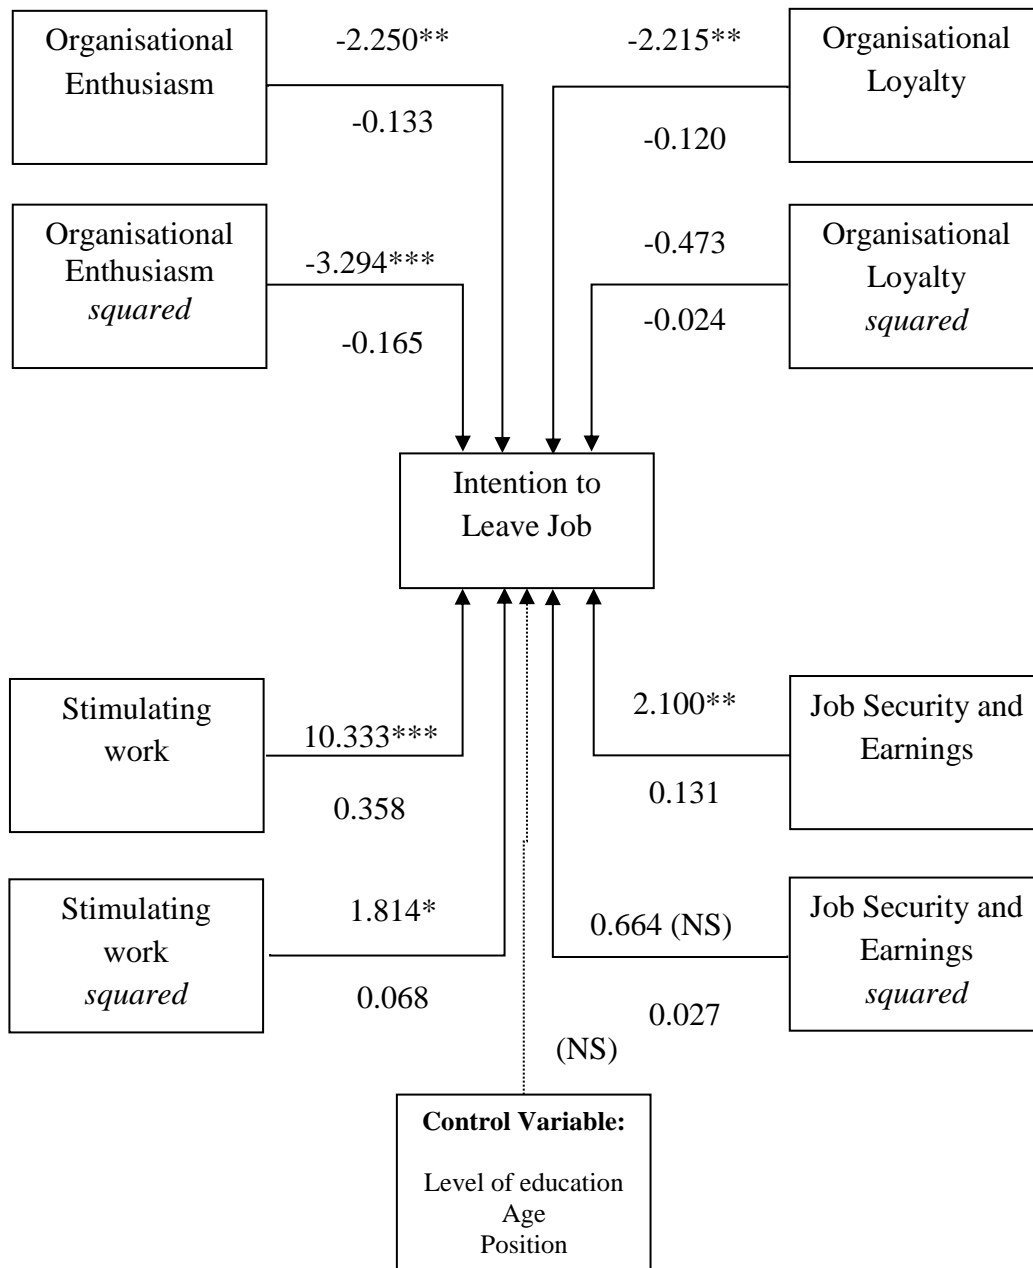 Organisational
Enthusiasm
-2.250**
-0.133
-2.215**
-0.120
Organisational
Loyalty
Organisational
Enthusiasm
squared
-3.294***
-0.165
-0.473
-0.024
Organisational
Loyalty
squared
Intention to
Leave Job
Stimulating
work
10.333***
0.358
2.100**
0.131
Job Security and
Earnings
Stimulating
work
squared
1.814*
0.068
0.664 (NS)
0.027
Job Security and
Earnings
squared
(NS)
Control Variable:
Level of education
Age
Position